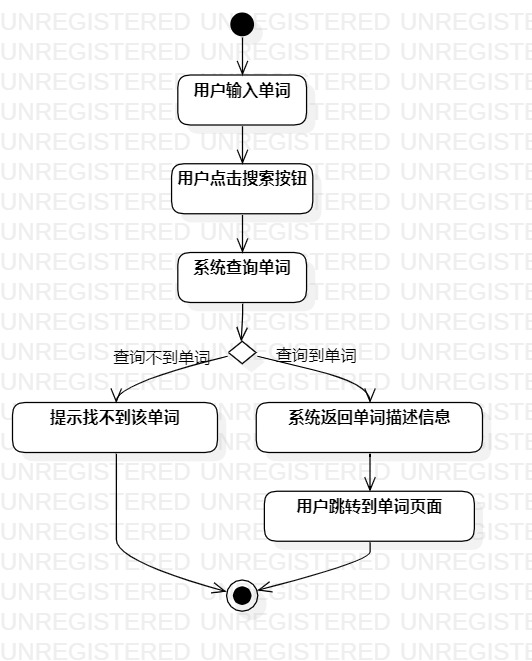 用户输入单词
用户点击搜索按钮
系统查询单词
查询不到单词 查询到单词
提示找不到该单词 系统返回单词描述信息
用户跳转到单词页面
UNREGISTERED